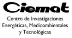 Ciemat
Centro de Investigaciones
Energéticas, Medioambientales
y Tecnológicas